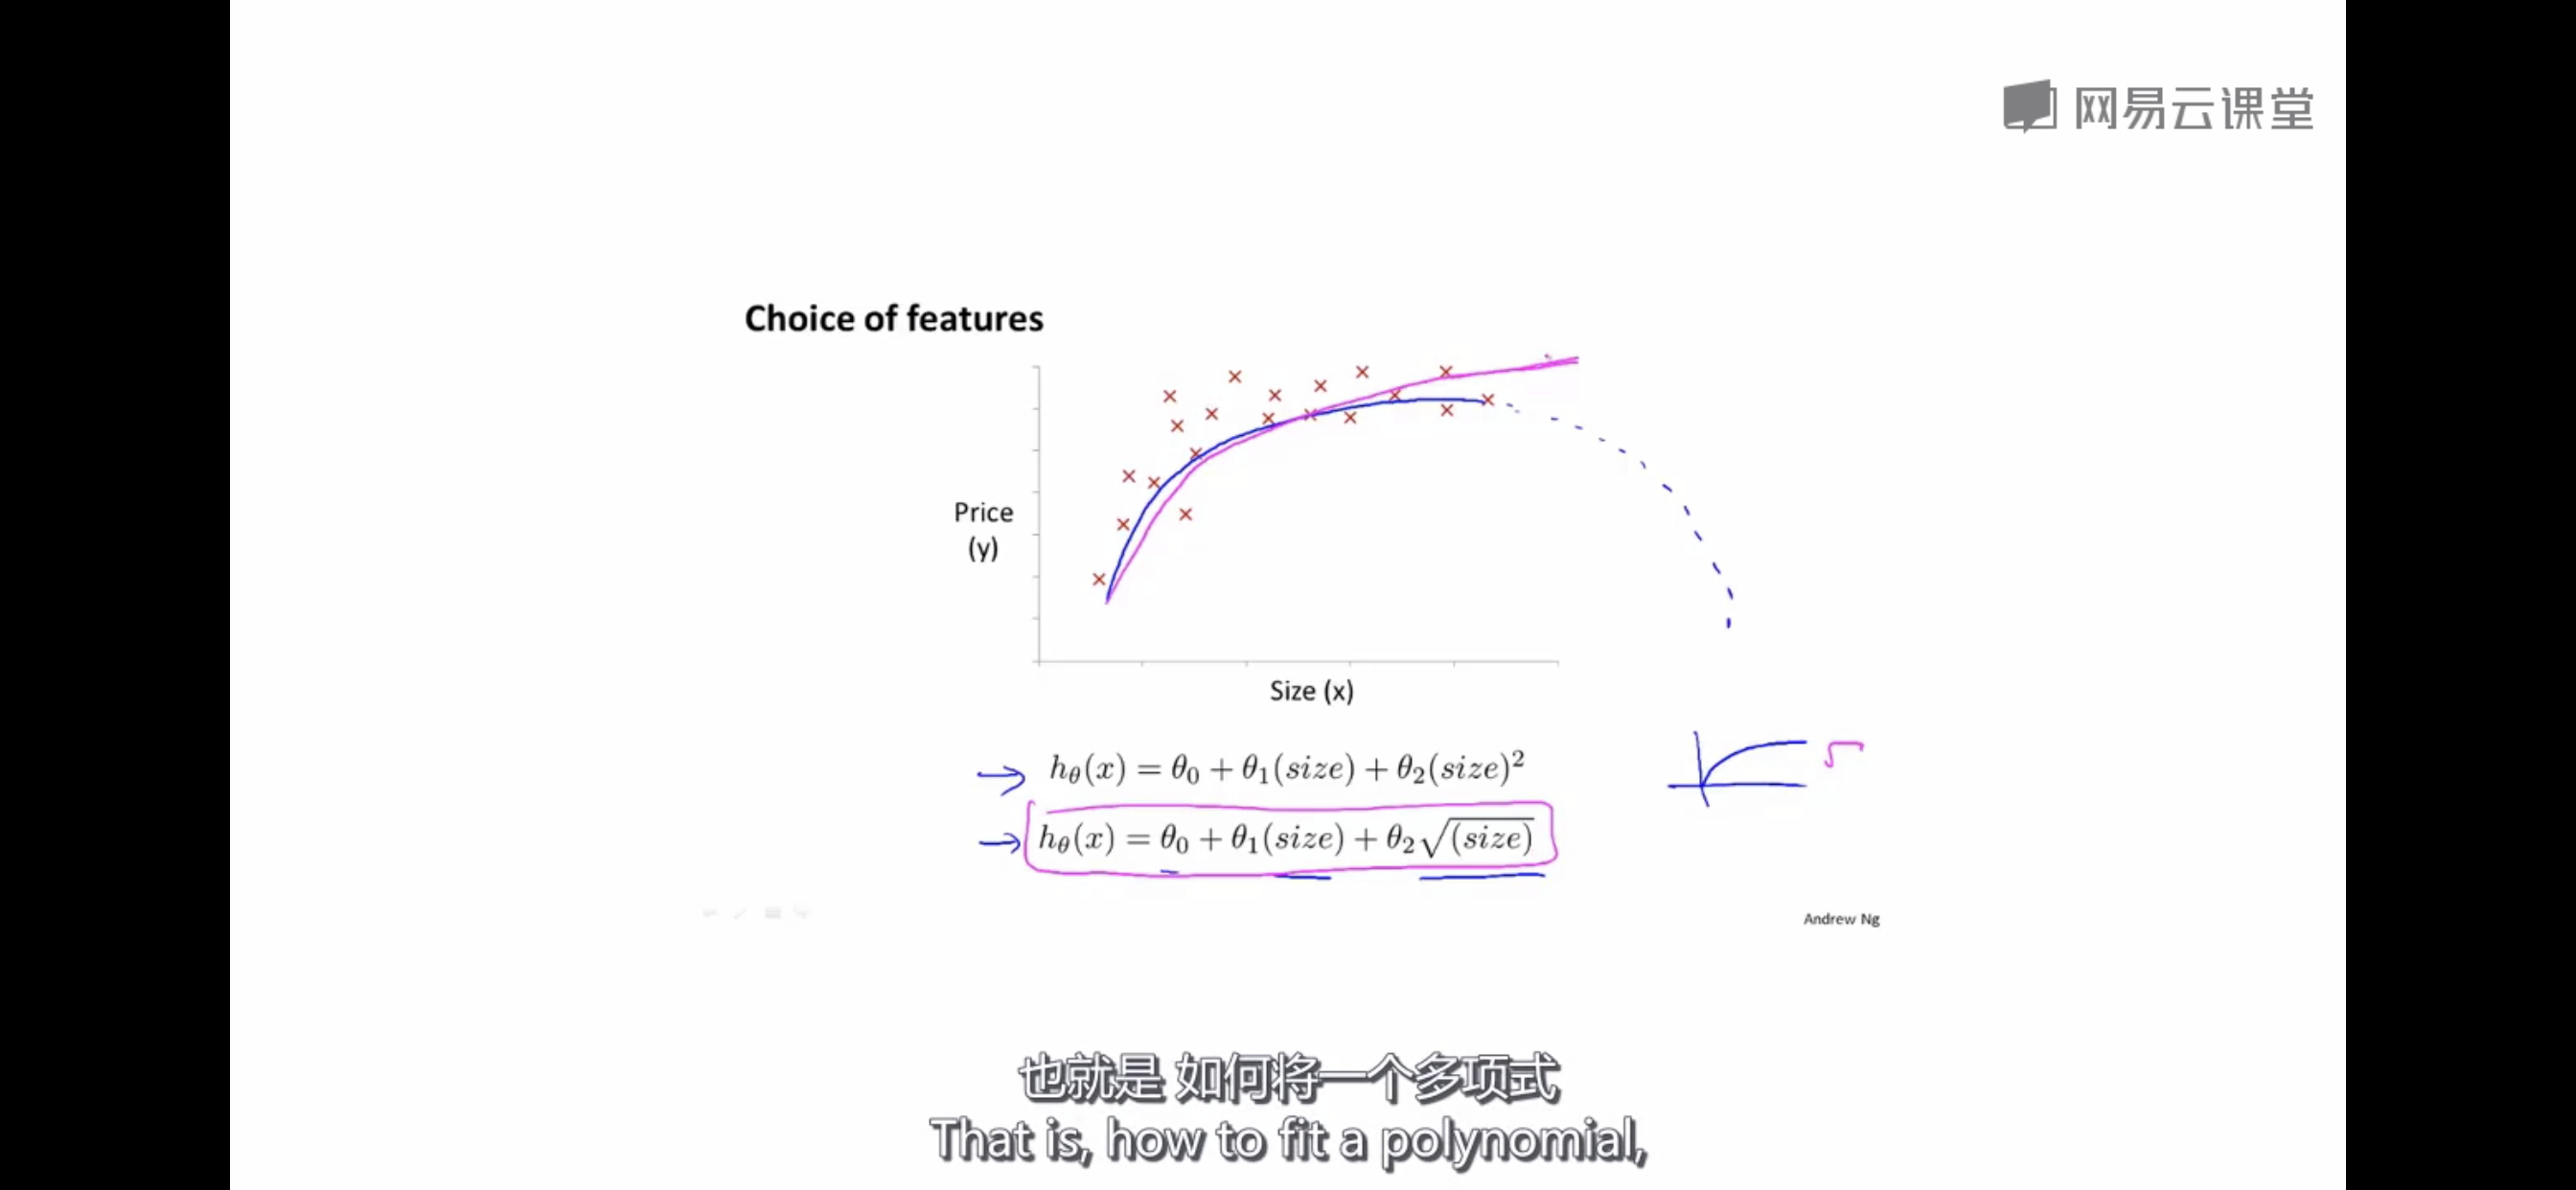 网易云课堂
Choice of features
Price
(y)
Size (x)
hθ(x) = θ0 + θ1(size) + θ2(size)²
hθ(x) = θ0 + θ1(size) + θ2√(size)
Andrew Ng
也就是 如何将一个多项式
That is, how to fit a polynomial,